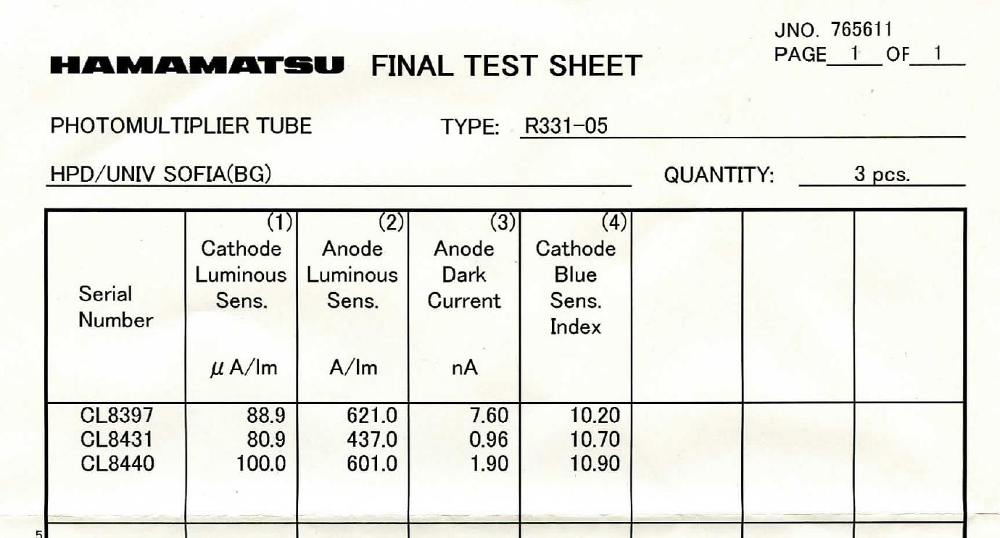 JNO. 765611
HAMAMATSU FINAL TEST SHEET
PAGE 1 OF 1
PHOTOMULTIPLIER TUBE TYPE: R331-05
HPD/UNIV SOFIA(BG) QUANTITY: 3 pcs.
(1) (2) (3) (4)
Cathode Anode Anode Cathode
Luminous Luminous Dark Blue
Serial Sens. Sens. Current Sens.
Number Index
μA/lm A/lm nA
CL8397 88.9 621.0 7.60 10.20
CL8431 80.9 437.0 0.96 10.70
CL8440 100.0 601.0 1.90 10.90
5